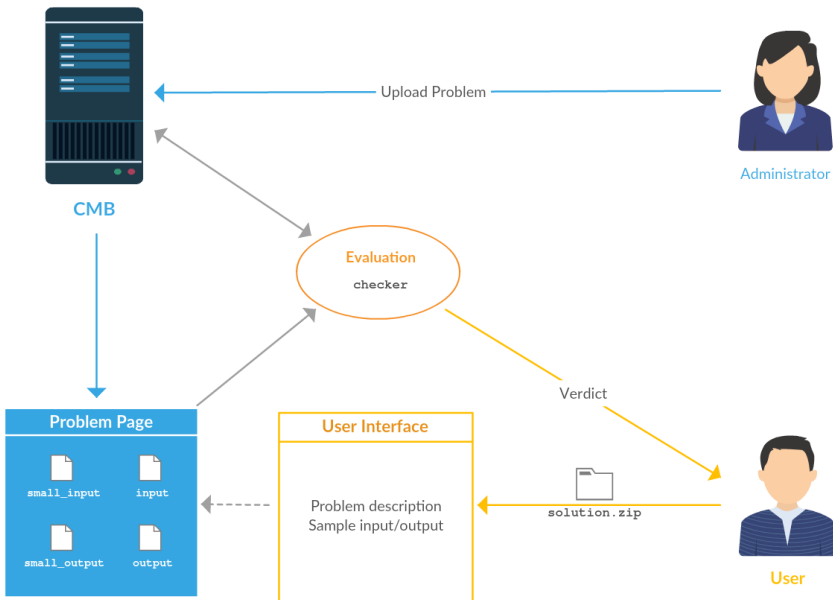 Upload Problem
Administrator
CMB
Evaluation
checker
Verdict
Problem Page
small_input
input
small_output
output
User Interface
Problem description
Sample input/output
solution.zip
User